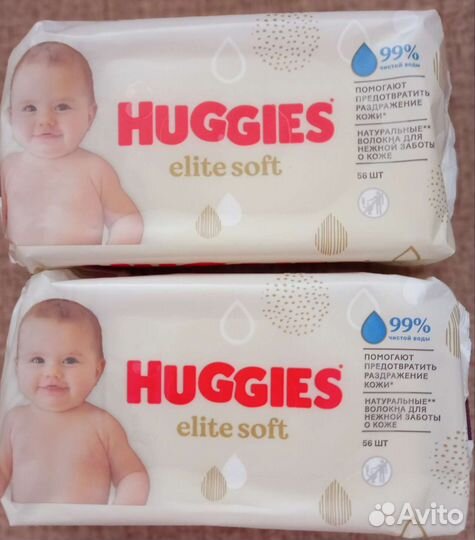 HUGGIES
elite soft
99%
чистой воды
ПОМОГАЮТ
ПРЕДОТВРАТИТЬ
РАЗДРАЖЕНИЕ
КОЖИ*
НАТУРАЛЬНЫЕ**
ВОЛОКНА ДЛЯ
НЕЖНОЙ ЗАБОТЫ
О КОЖЕ
56 ШТ
HUGGIES
elite soft
99%
чистой воды
ПОМОГАЮТ
ПРЕДОТВРАТИТЬ
РАЗДРАЖЕНИЕ
КОЖИ*
НАТУРАЛЬНЫЕ**
ВОЛОКНА ДЛЯ
НЕЖНОЙ ЗАБОТЫ
О КОЖЕ
56 ШТ
Avito